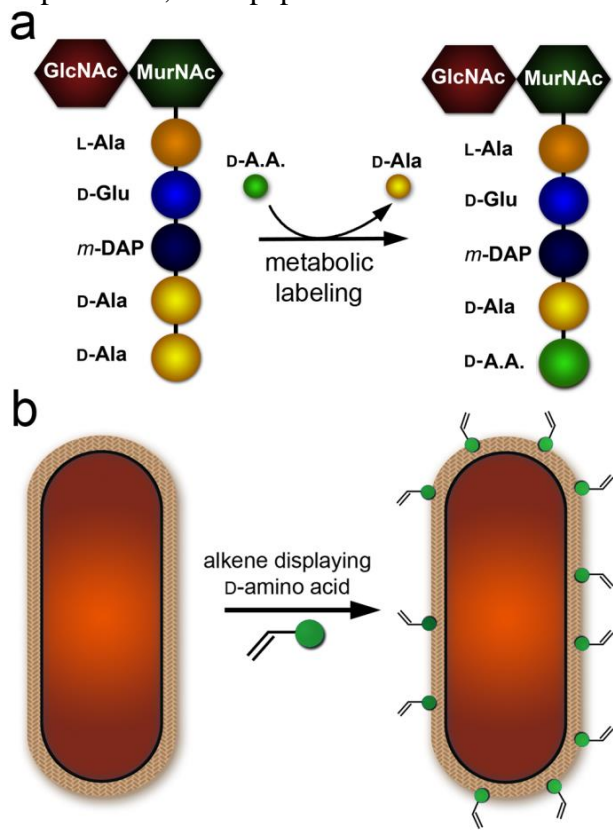 a
GlcNAc MurNAc
L-Ala
D-Glu
m-DAP
D-Ala
D-Ala
D-A.A. D-Ala
metabolic
labeling
GlcNAc MurNAc
L-Ala
D-Glu
m-DAP
D-Ala
D-A.A.
b
alkene displaying
D-amino acid